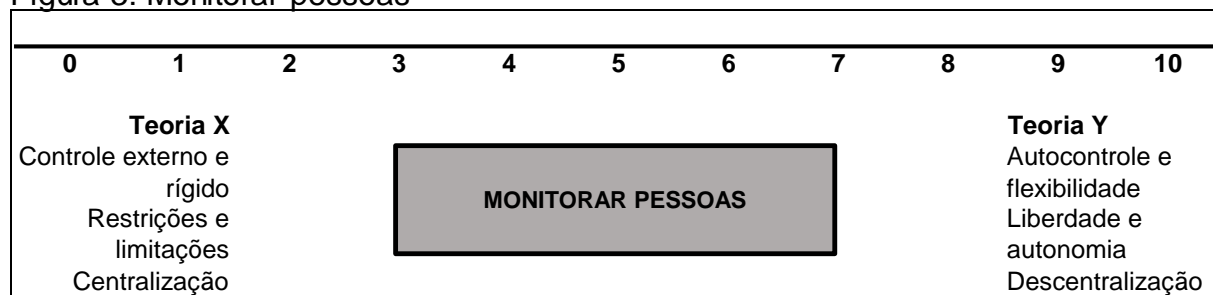 0 1 2 3 4 5 6 7 8 9 10
Teoria X
Controle externo e
rígido
Restrições e
limitações
Centralização
MONITORAR PESSOAS
Teoria Y
Autocontrole e
flexibilidade
Liberdade e
autonomia
Descentralização